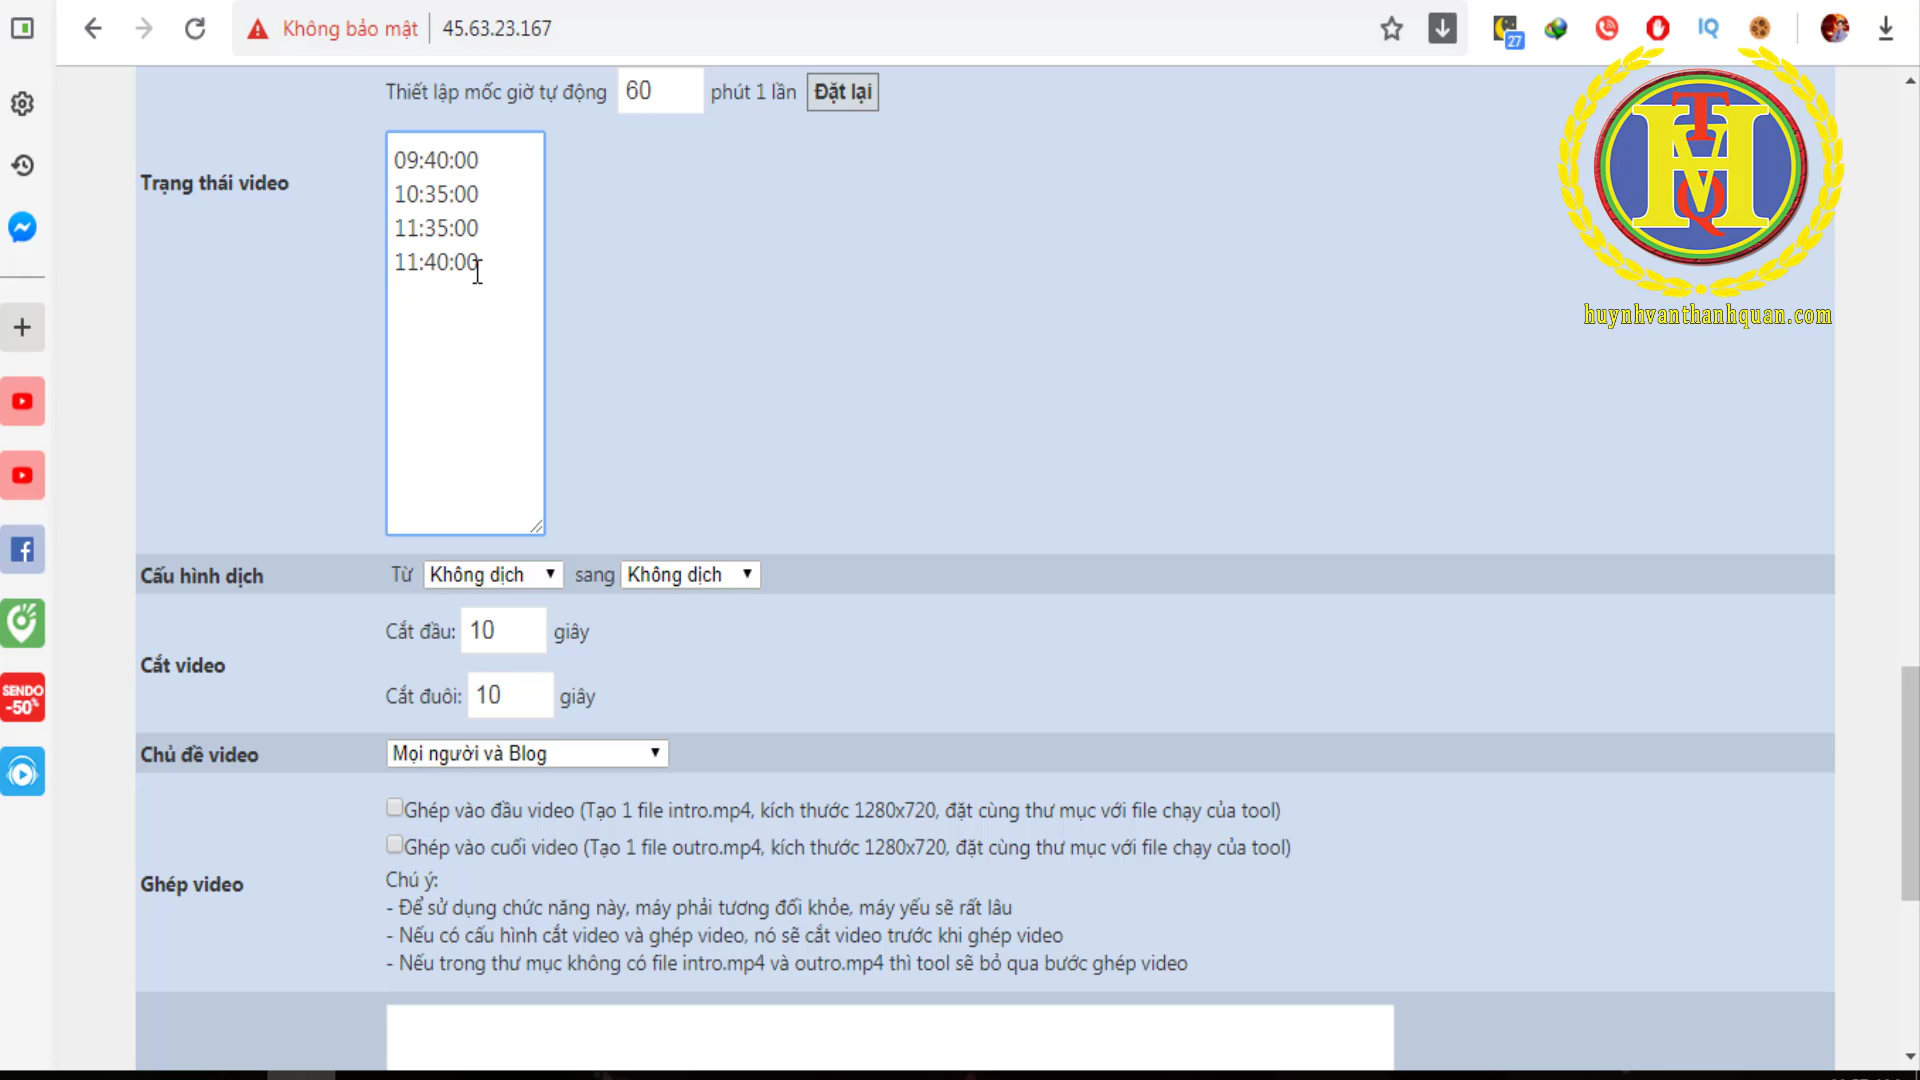 Không bảo mật
45.63.23.167
27
IQ
Thiết lập mốc giờ tự động 60 phút 1 lần Đặt lại
Trạng thái video
09:40:00
10:35:00
11:35:00
11:40:00
T
H
V
Q
huynhvanthanhquan.com
Cấu hình dịch
Từ Không dịch sang Không dịch
Cắt video
Cắt đầu: 10 giây
Cắt đuôi: 10 giây
SENDO
-50%
Chủ đề video
Mọi người và Blog
Ghép video
Ghép vào đầu video (Tạo 1 file intro.mp4, kích thước 1280x720, đặt cùng thư mục với file chạy của tool)
Ghép vào cuối video (Tạo 1 file outro.mp4, kích thước 1280x720, đặt cùng thư mục với file chạy của tool)
Chú ý:
- Để sử dụng chức năng này, máy phải tương đối khỏe, máy yếu sẽ rất lâu
- Nếu có cấu hình cắt video và ghép video, nó sẽ cắt video trước khi ghép video
- Nếu trong thư mục không có file intro.mp4 và outro.mp4 thì tool sẽ bỏ qua bước ghép video